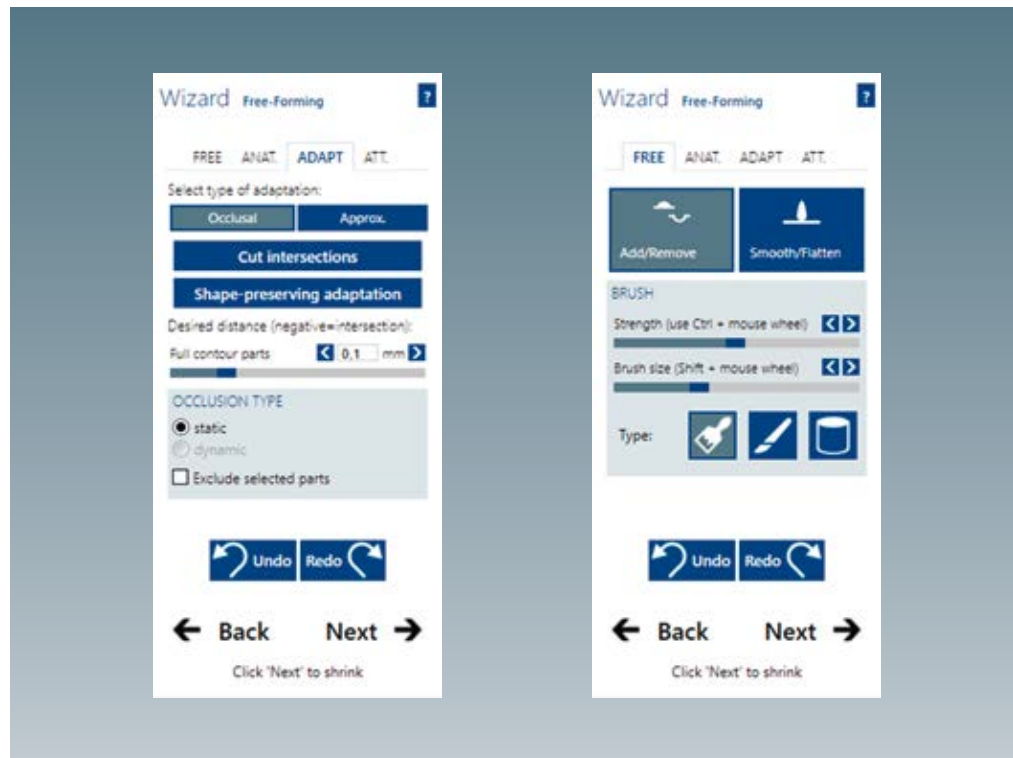 Wizard Free-Forming ?
FREE ANAT. ADAPT ATT.
Select type of adaptation:
Occlusal Approx.
Cut intersections
Shape-preserving adaptation
Desired distance (negative=intersection):
Full contour parts 0,1 mm
OCCLUSION TYPE
static
dynamic
Exclude selected parts
Undo Redo
Back Next
Click 'Next' to shrink
Wizard Free-Forming ?
FREE ANAT. ADAPT ATT.
Add/Remove Smooth/Flatten
BRUSH
Strength (use Ctrl + mouse wheel)
Brush size (Shift + mouse wheel)
Type:
Undo Redo
Back Next
Click 'Next' to shrink